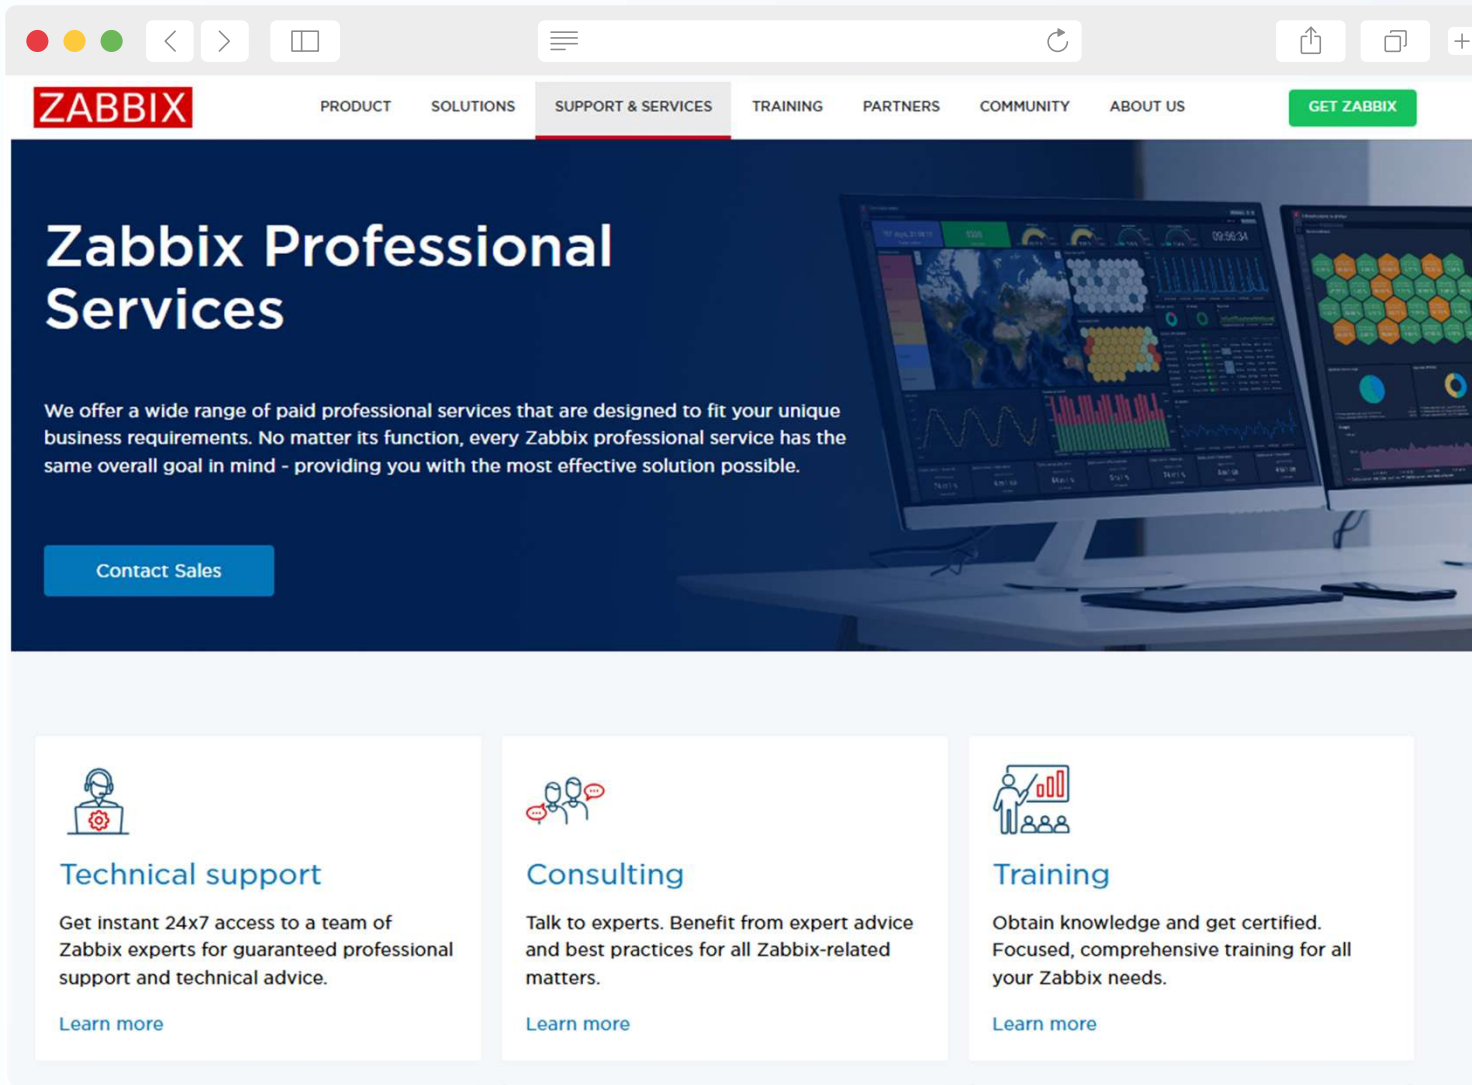 ZABBIX
PRODUCT
SOLUTIONS
SUPPORT & SERVICES
TRAINING
PARTNERS
COMMUNITY
ABOUT US
GET ZABBIX
Zabbix Professional
Services
We offer a wide range of paid professional services that are designed to fit your unique
business requirements. No matter its function, every Zabbix professional service has the
same overall goal in mind - providing you with the most effective solution possible.
Contact Sales
09:56:34
Technical support
Get instant 24x7 access to a team of
Zabbix experts for guaranteed professional
support and technical advice.
Learn more
Consulting
Talk to experts. Benefit from expert advice
and best practices for all Zabbix-related
matters.
Learn more
Training
Obtain knowledge and get certified.
Focused, comprehensive training for all
your Zabbix needs.
Learn more